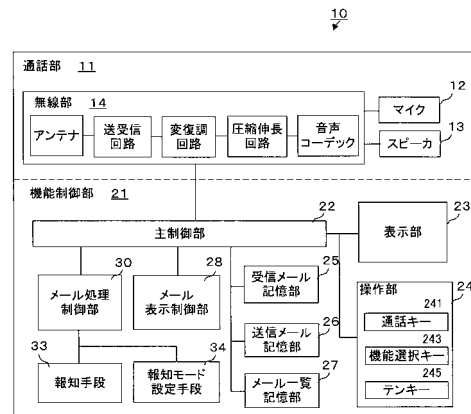 10
通話部 11
12
マイク
無線部 14
13
スピーカ
アンテナ
送受信
回路
変復調
回路
圧縮伸長
回路
音声
コーデック
機能制御部 21
22
主制御部
23
表示部
30
メール処理
制御部
28
メール
表示制御部
25
受信メール
記憶部
26
送信メール
記憶部
27
メール一覧
記憶部
24
操作部
241
通話キー
243
機能選択キー
245
テンキー
33
報知手段
34
報知モード
設定手段